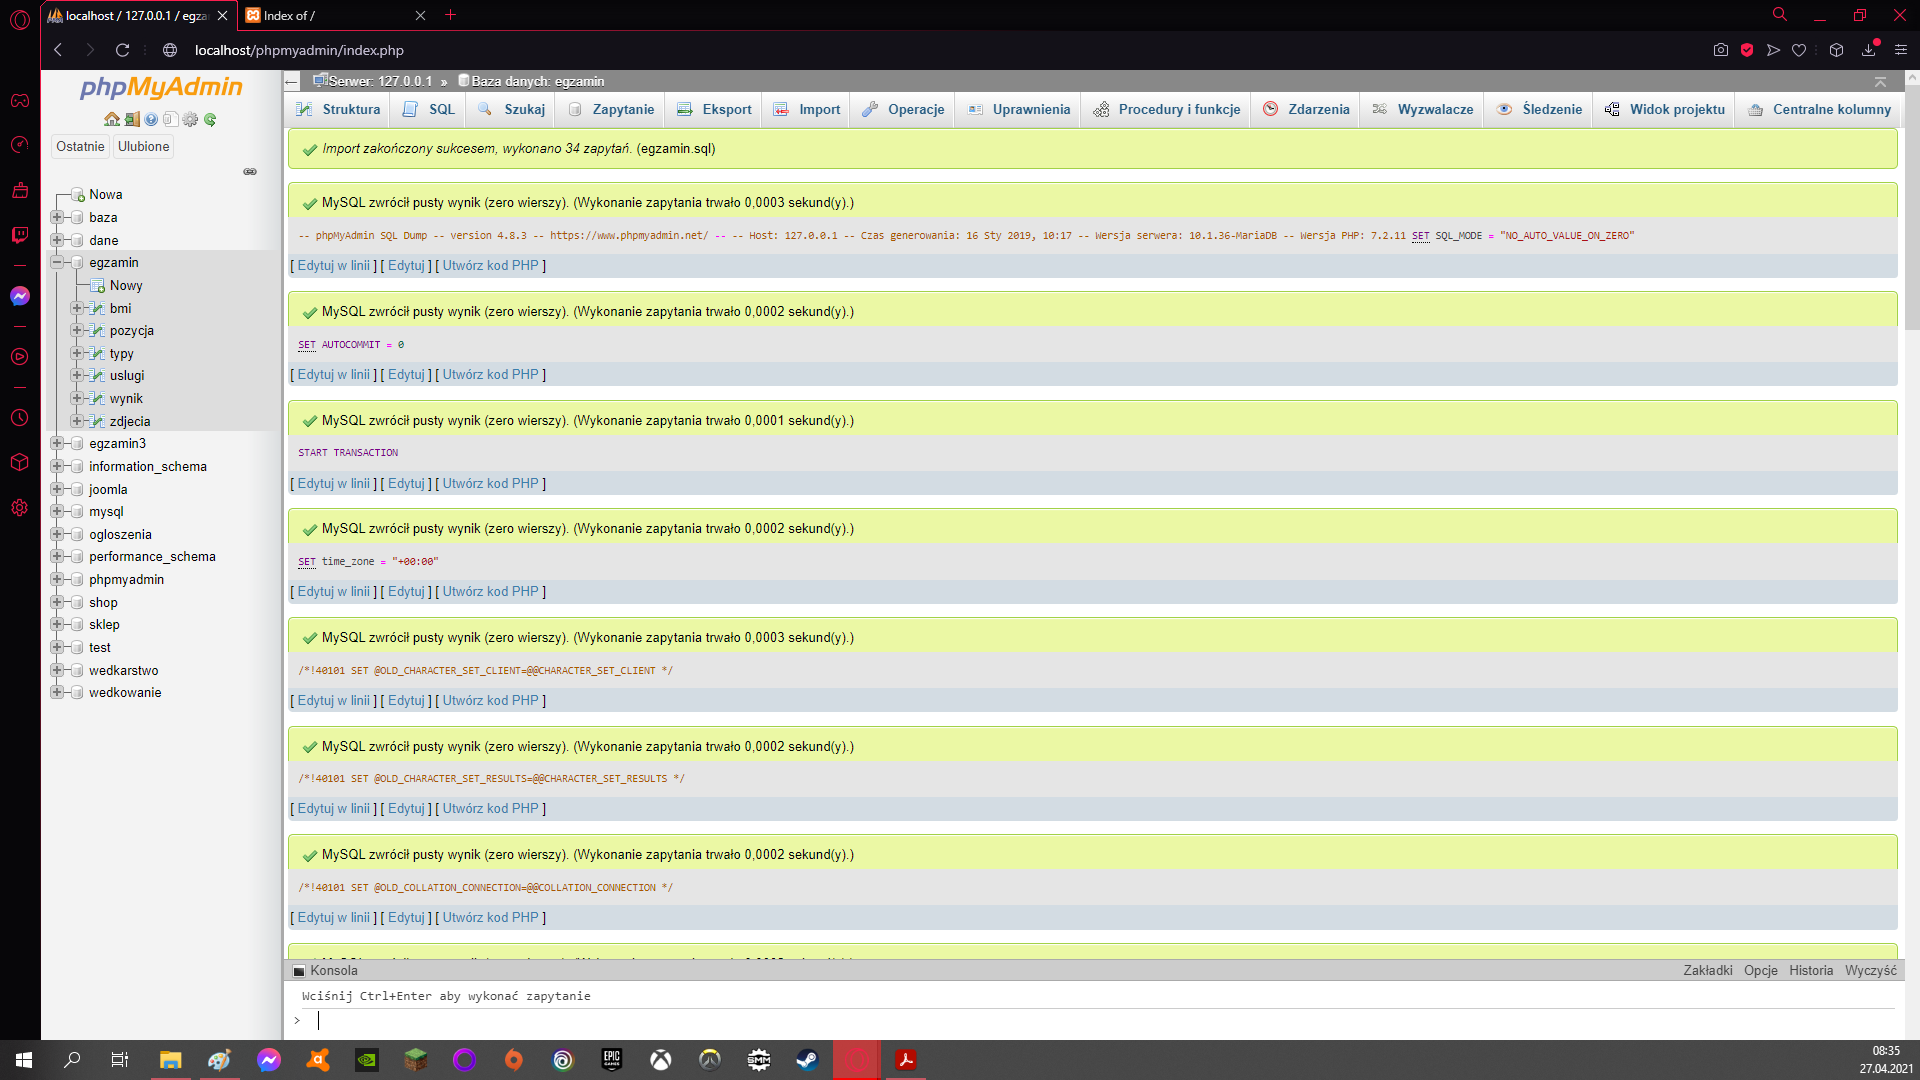 localhost / 127.0.0.1 / egza
Index of /
localhost/phpmyadmin/index.php
phpMyAdmin
Ostatnie
Ulubione
Nowa
baza
dane
egzamin
Nowy
bmi
pozycja
typy
uslugi
wynik
zdjecia
egzamin3
information_schema
joomla
mysql
ogloszenia
performance_schema
phpmyadmin
shop
sklep
test
wedkarstwo
wedkowanie
Serwer: 127.0.0.1 » Baza danych: egzamin
Struktura SQL Szukaj Zapytanie Eksport Import Operacje Uprawnienia Procedury i funkcje Zdarzenia Wyzwalacze Śledzenie Widok projektu Centralne kolumny
Import zakończony sukcesem, wykonano 34 zapytań. (egzamin.sql)
MySQL zwrócił pusty wynik (zero wierszy). (Wykonanie zapytania trwało 0,0003 sekund(y).)
-- phpMyAdmin SQL Dump -- version 4.8.3 -- https://www.phpmyadmin.net/ -- -- Host: 127.0.0.1 -- Czas generowania: 16 Sty 2019, 10:17 -- Wersja serwera: 10.1.36-MariaDB -- Wersja PHP: 7.2.11 SET SQL_MODE = "NO_AUTO_VALUE_ON_ZERO"
[ Edytuj w linii ] [ Edytuj ] [ Utwórz kod PHP ]
MySQL zwrócił pusty wynik (zero wierszy). (Wykonanie zapytania trwało 0,0002 sekund(y).)
SET AUTOCOMMIT = 0
[ Edytuj w linii ] [ Edytuj ] [ Utwórz kod PHP ]
MySQL zwrócił pusty wynik (zero wierszy). (Wykonanie zapytania trwało 0,0001 sekund(y).)
START TRANSACTION
[ Edytuj w linii ] [ Edytuj ] [ Utwórz kod PHP ]
MySQL zwrócił pusty wynik (zero wierszy). (Wykonanie zapytania trwało 0,0002 sekund(y).)
SET time_zone = "+00:00"
[ Edytuj w linii ] [ Edytuj ] [ Utwórz kod PHP ]
MySQL zwrócił pusty wynik (zero wierszy). (Wykonanie zapytania trwało 0,0003 sekund(y).)
/*!40101 SET @OLD_CHARACTER_SET_CLIENT=@@CHARACTER_SET_CLIENT */
[ Edytuj w linii ] [ Edytuj ] [ Utwórz kod PHP ]
MySQL zwrócił pusty wynik (zero wierszy). (Wykonanie zapytania trwało 0,0002 sekund(y).)
/*!40101 SET @OLD_CHARACTER_SET_RESULTS=@@CHARACTER_SET_RESULTS */
[ Edytuj w linii ] [ Edytuj ] [ Utwórz kod PHP ]
MySQL zwrócił pusty wynik (zero wierszy). (Wykonanie zapytania trwało 0,0002 sekund(y).)
/*!40101 SET @OLD_COLLATION_CONNECTION=@@COLLATION_CONNECTION */
[ Edytuj w linii ] [ Edytuj ] [ Utwórz kod PHP ]
Konsola
Zakładki Opcje Historia Wyczyść
Wciśnij Ctrl+Enter aby wykonać zapytanie
>
EPIC GAMES
SMM
08:35
27.04.2021